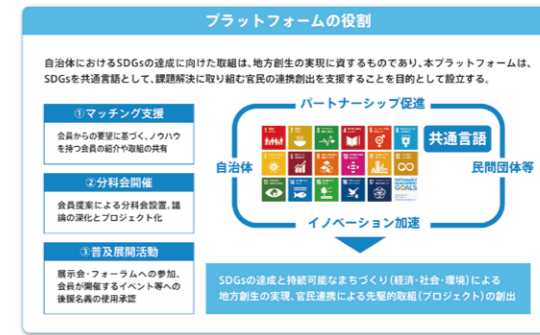 プラットフォームの役割
自治体におけるSDGsの達成に向けた取組は、地方創生の実現に資するものであり、本プラットフォームは、
SDGsを共通言語として、課題解決に取り組む官民の連携創出を支援することを目的として設立する。
①マッチング支援
会員からの要望に基づく、ノウハウ
を持つ会員の紹介や取組の共有
②分科会開催
会員提案による分科会設置、議
論の深化とプロジェクト化
③普及展開活動
展示会・フォーラムへの参加、
会員が開催するイベント等への
後援名義の使用承認
パートナーシップ促進
共通言語
自治体
民間団体等
GOALS
イノベーション加速
SDGsの達成と持続可能なまちづくり(経済・社会・環境)による
地方創生の実現、官民連携による先駆的取組(プロジェクト)の創出